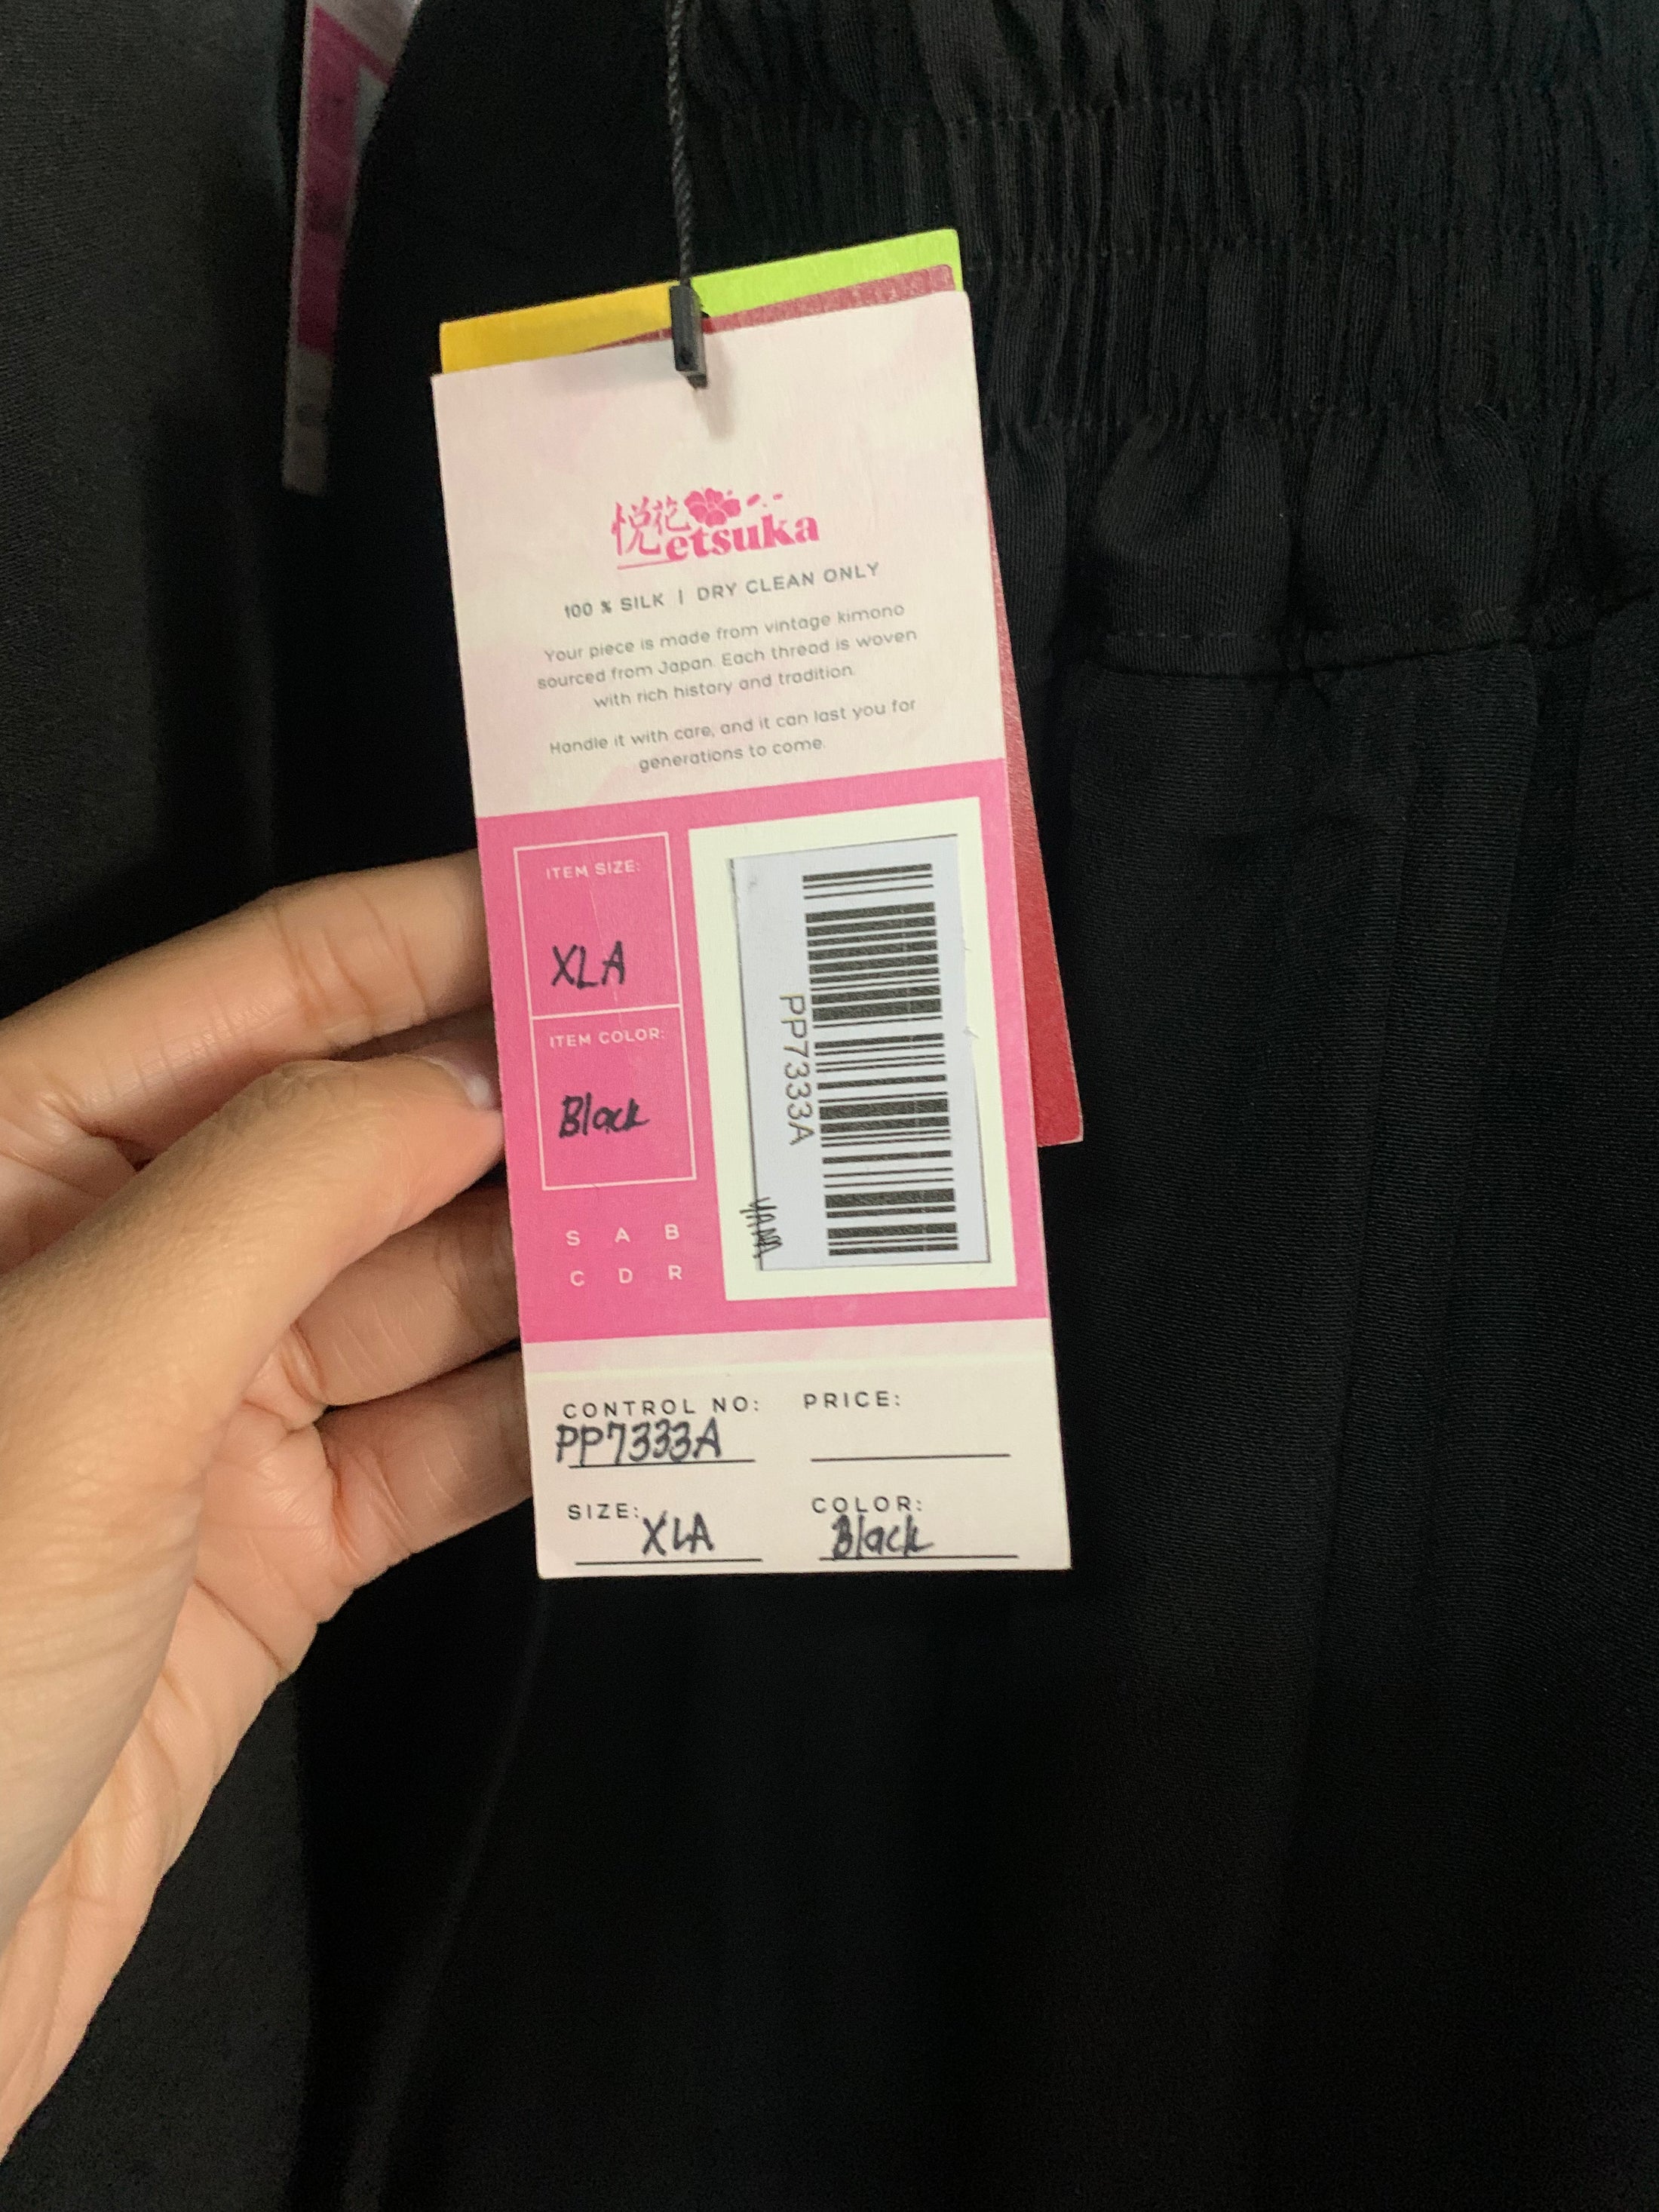 悦花
etsuka
100 % SILK | DRY CLEAN ONLY
Your piece is made from vintage kimono
sourced from Japan. Each thread is woven
with rich history and tradition.
Handle it with care, and it can last you for
generations to come.
ITEM SIZE:
XLA
ITEM COLOR:
Black
S A B
C D R
PP7333A
CONTROL NO: PRICE:
PP7333A
SIZE: XLA COLOR: Black